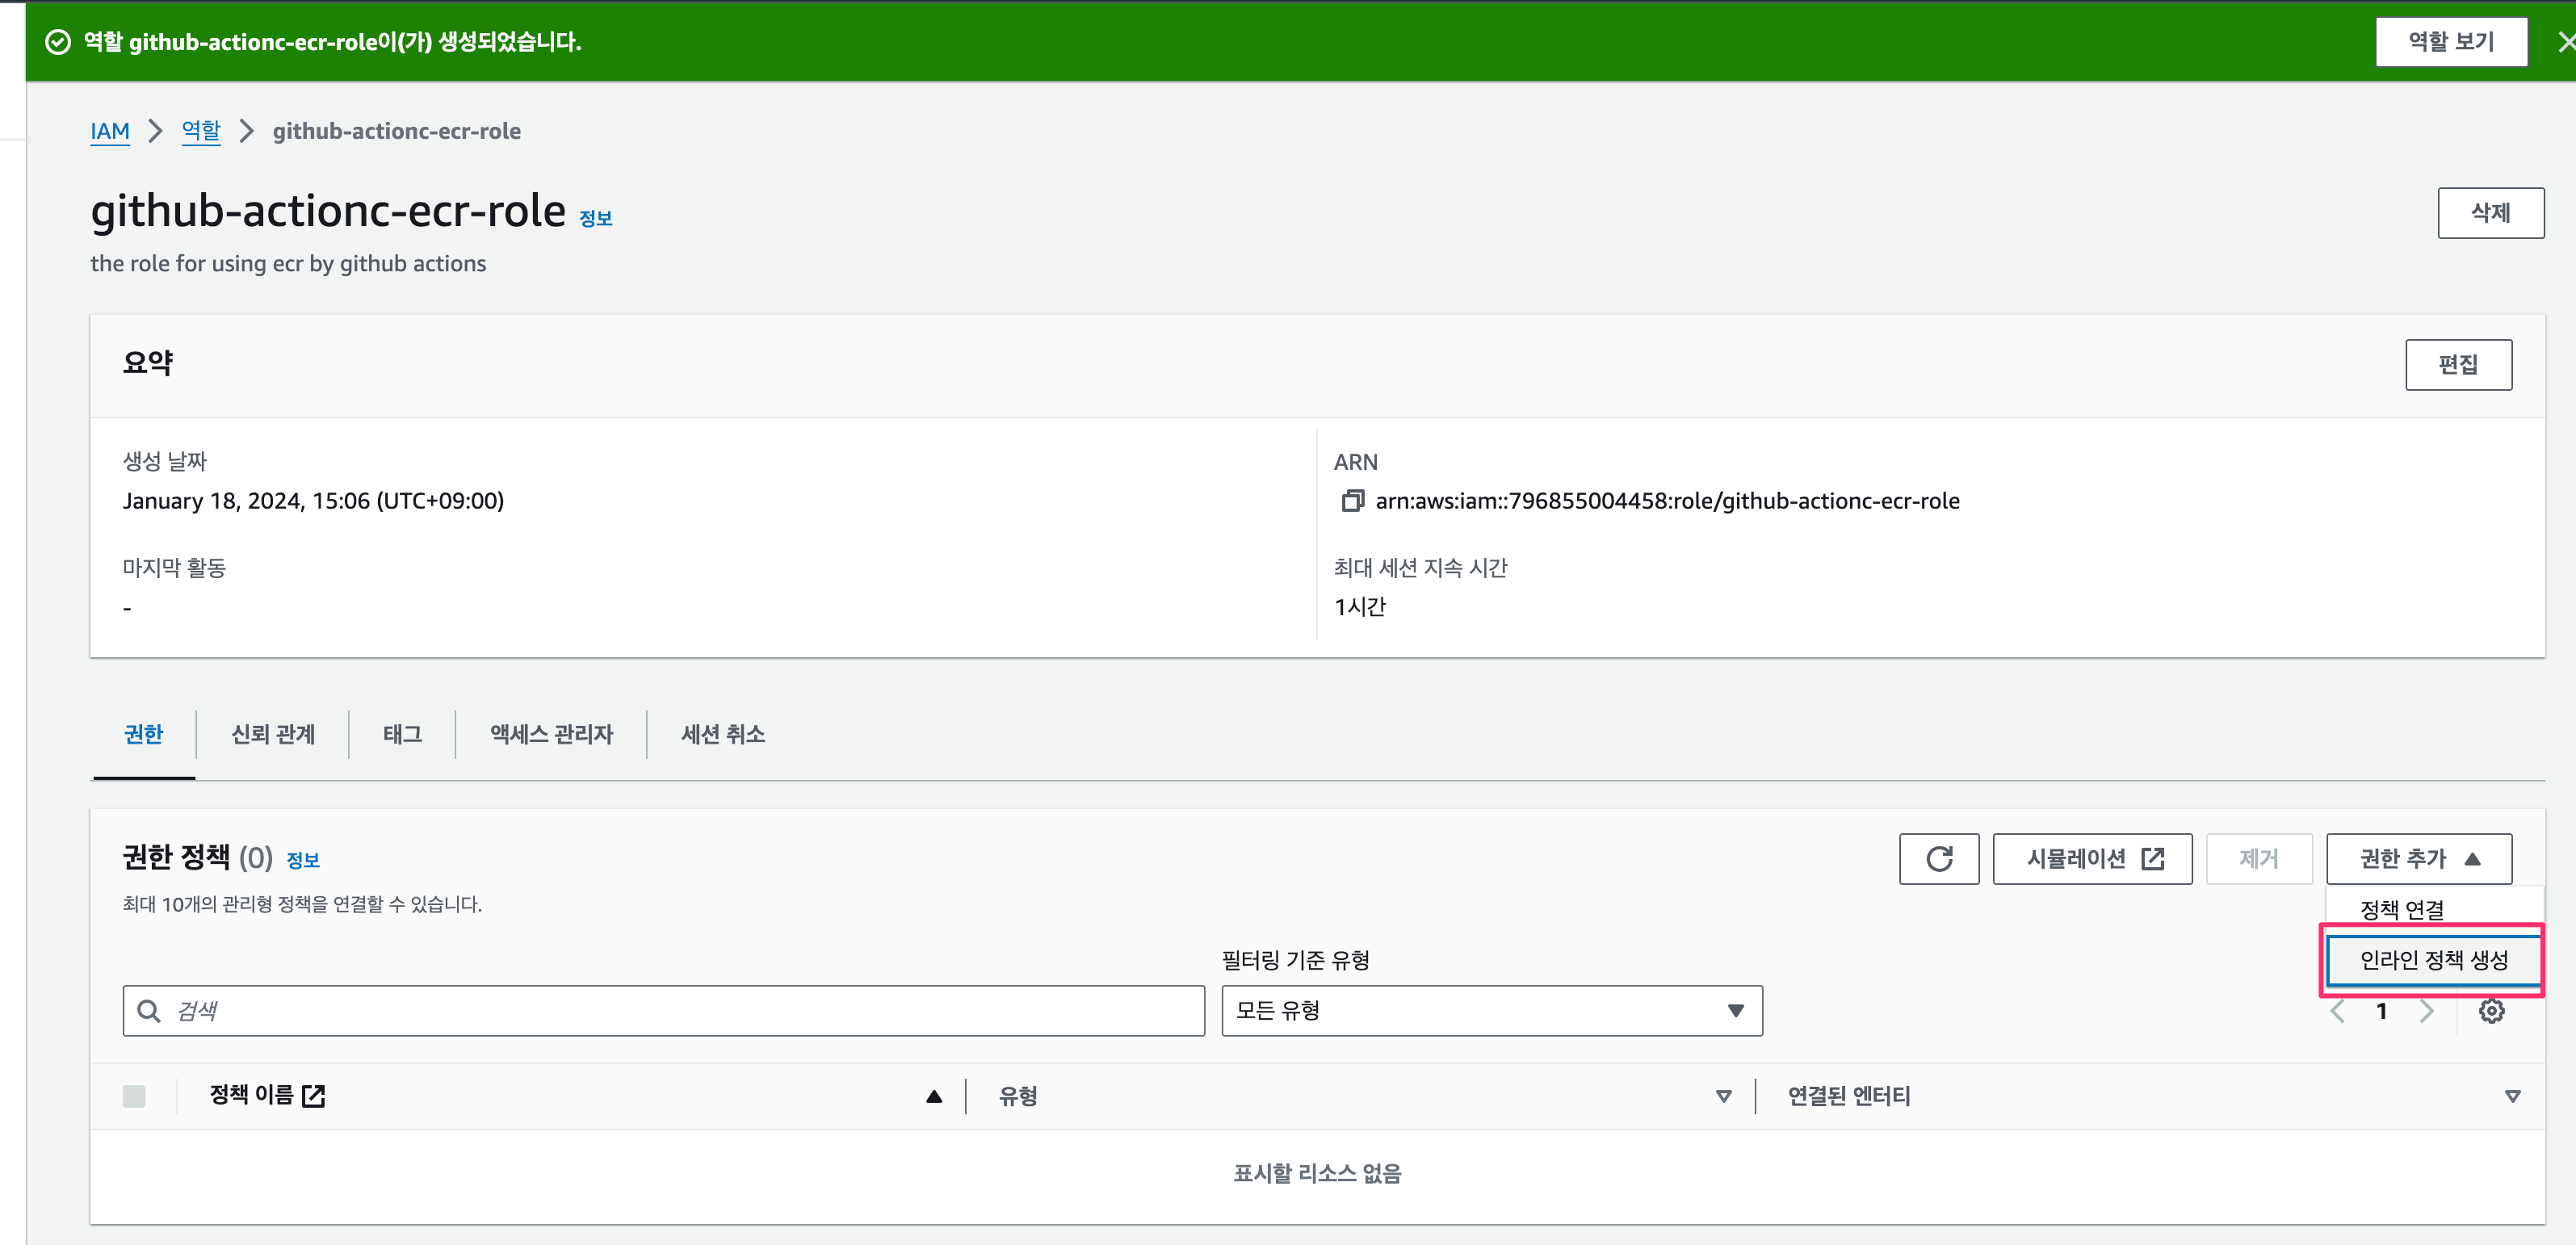 역할 github-actionc-ecr-role이(가) 생성되었습니다.
역할 보기
IAM
역할
github-actionc-ecr-role
github-actionc-ecr-role 정보
삭제
the role for using ecr by github actions
요약
편집
생성 날짜
January 18, 2024, 15:06 (UTC+09:00)
ARN
arn:aws:iam::796855004458:role/github-actionc-ecr-role
마지막 활동
-
최대 세션 지속 시간
1시간
권한
신뢰 관계
태그
액세스 관리자
세션 취소
권한 정책 (0) 정보
시뮬레이션
제거
권한 추가
최대 10개의 관리형 정책을 연결할 수 있습니다.
정책 연결
인라인 정책 생성
필터링 기준 유형
검색
모든 유형
1
정책 이름
유형
연결된 엔터티
표시할 리소스 없음